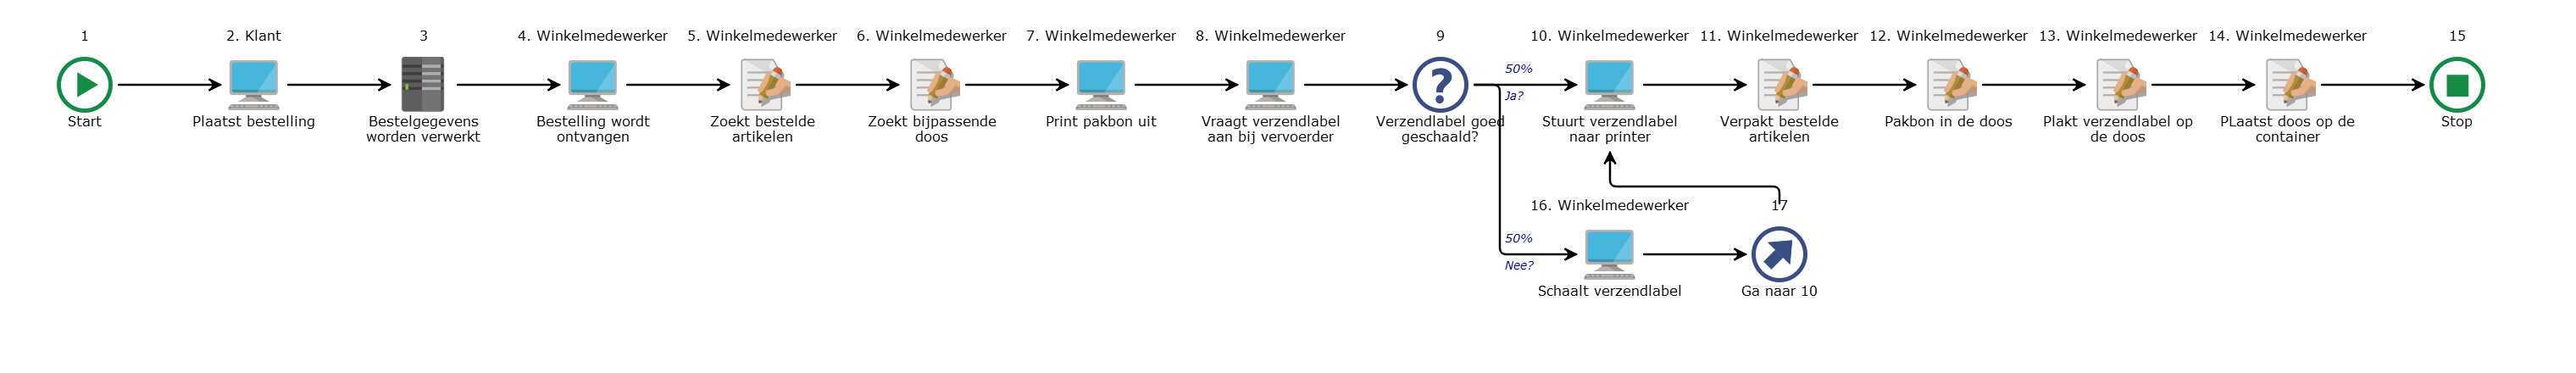 1
2. Klant
3
4. Winkelmedewerker
5. Winkelmedewerker
6. Winkelmedewerker
7. Winkelmedewerker
8. Winkelmedewerker
9
10. Winkelmedewerker
11. Winkelmedewerker
12. Winkelmedewerker
13. Winkelmedewerker
14. Winkelmedewerker
15
50%
Ja?
Start
Plaatst bestelling
Bestelgegevens
worden verwerkt
Bestelling wordt
ontvangen
Zoekt bestelde
artikelen
Zoekt bijpassende
doos
Print pakbon uit
Vraagt verzendlabel
aan bij vervoerder
Verzendlabel goed
geschaald?
Stuurt verzendlabel
naar printer
Verpakt bestelde
artikelen
Pakbon in de doos
Plakt verzendlabel op
de doos
PLaatst doos op de
container
Stop
16. Winkelmedewerker
17
50%
Nee?
Schaalt verzendlabel
Ga naar 10